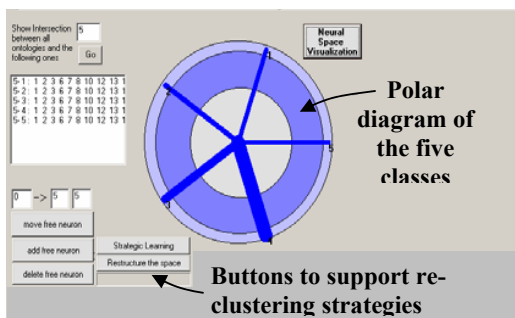 Show Intersection
between all
ontologies and the
following ones
5
Go
5-1 : 1 2 3 6 7 8 10 12 13 1
5-2 : 1 2 3 6 7 8 10 12 13 1
5-3 : 1 2 3 6 7 8 10 12 13 1
5-4 : 1 2 3 6 7 8 10 12 13 1
5-5 : 1 2 3 6 7 8 10 12 13 1
Neural
Space
Visualization
1
2
3
4
5
Polar
diagram of
the five
classes
0 -> 5 5
move free neuron
add free neuron
delete free neuron
Strategic Learning
Restructure the space
Buttons to support re-
clustering strategies